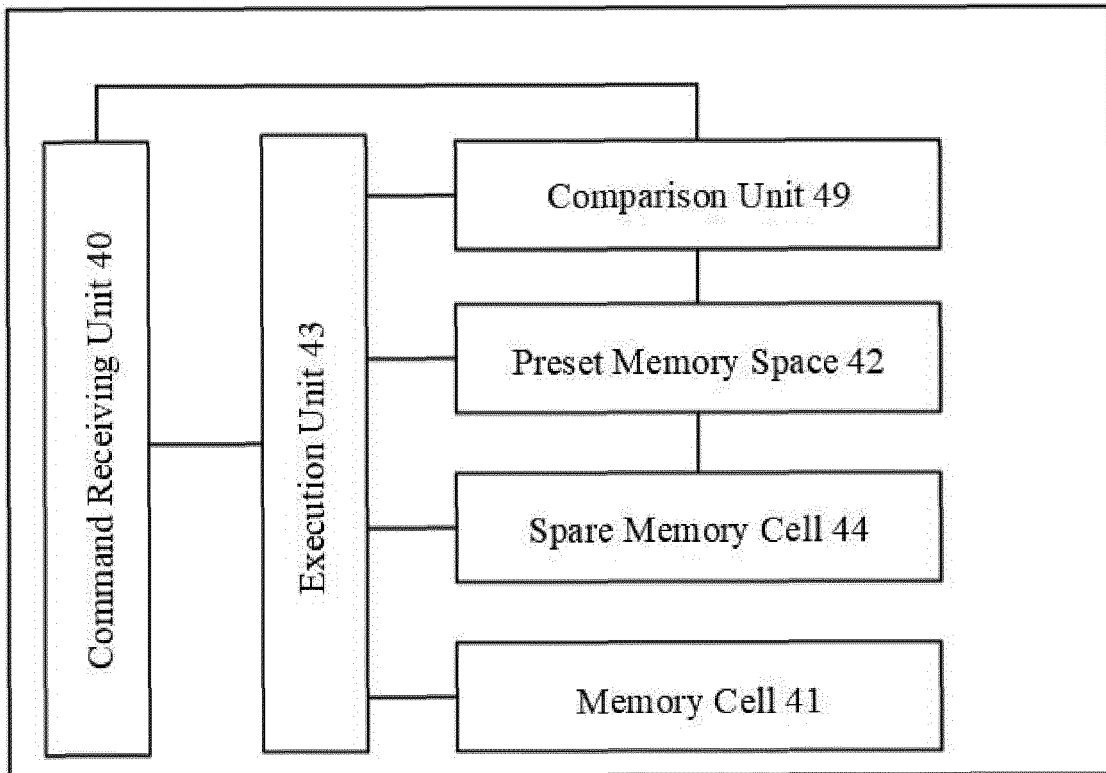 Command Receiving Unit 40
Execution Unit 43
Comparison Unit 49
Preset Memory Space 42
Spare Memory Cell 44
Memory Cell 41